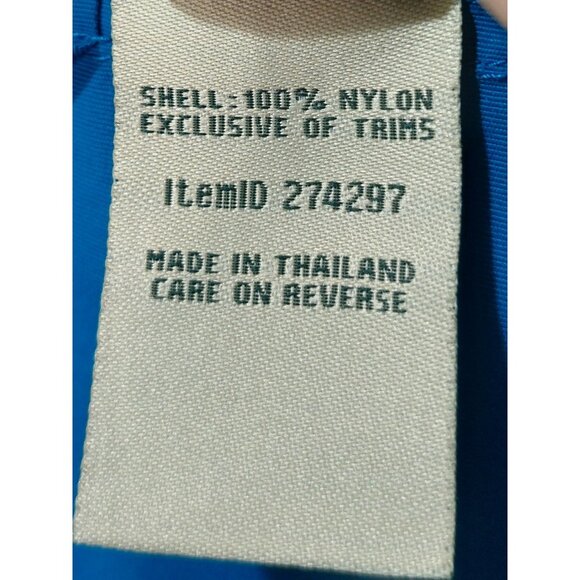 SHELL:100% NYLON
EXCLUSIVE OF TRIMS
ItemID 274297
MADE IN THAILAND
CARE ON REVERSE